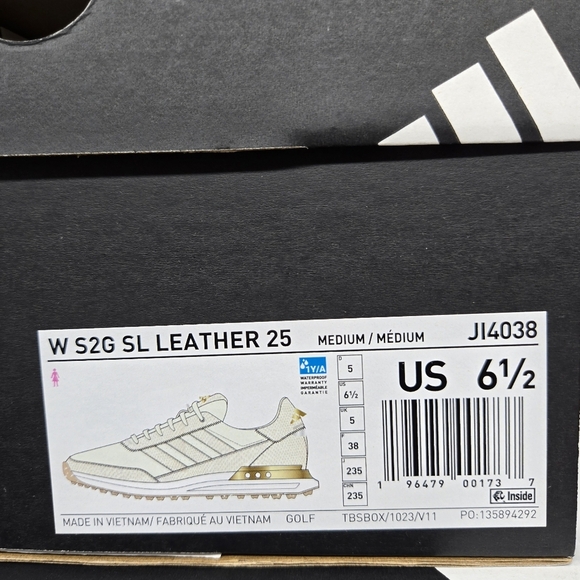 W S2G SL LEATHER 25 MEDIUM / MÉDIUM JI4038
1Y/A
WATERPROOF
WARRANTY
IMPERMÉABLE
GARANTIE
D 5
US 6½
UK 5
F 38
J 235
CHN 235
US 6½
1 96479 00173 7
Inside
MADE IN VIETNAM/ FABRIQUÉ AU VIETNAM GOLF TBSBOX/1023/V11 PO:135894292